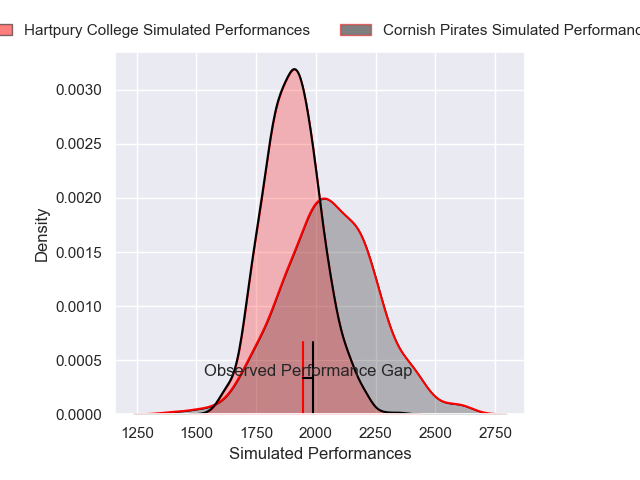 Hartpury College Simulated Performances
Cornish Pirates Simulated
0.0030
0.0025
0.0020
0.0015
0.0010
0.0005
0.0000
Density
Observed Performance Gap
1250 1500 1750 2000 2250 2500 2750
Simulated Performances